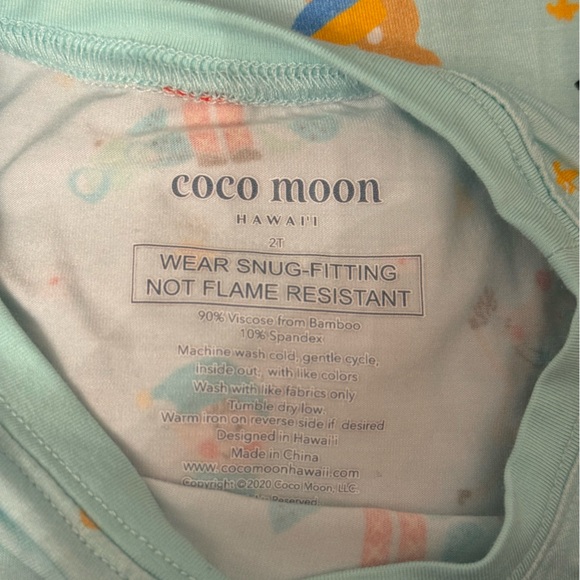 coco moon
HAWAI'I
2T
WEAR SNUG-FITTING
NOT FLAME RESISTANT
90% Viscose from Bamboo
10% Spandex
Machine wash cold, gentle cycle,
inside out, with like colors
Wash with like fabrics only
Tumble dry low
Warm iron on reverse side if desired
Designed in Hawai'i
Made in China
www.cocomoonhawaii.com
Copyright ©2020 Coco Moon, LLC.
Reserved